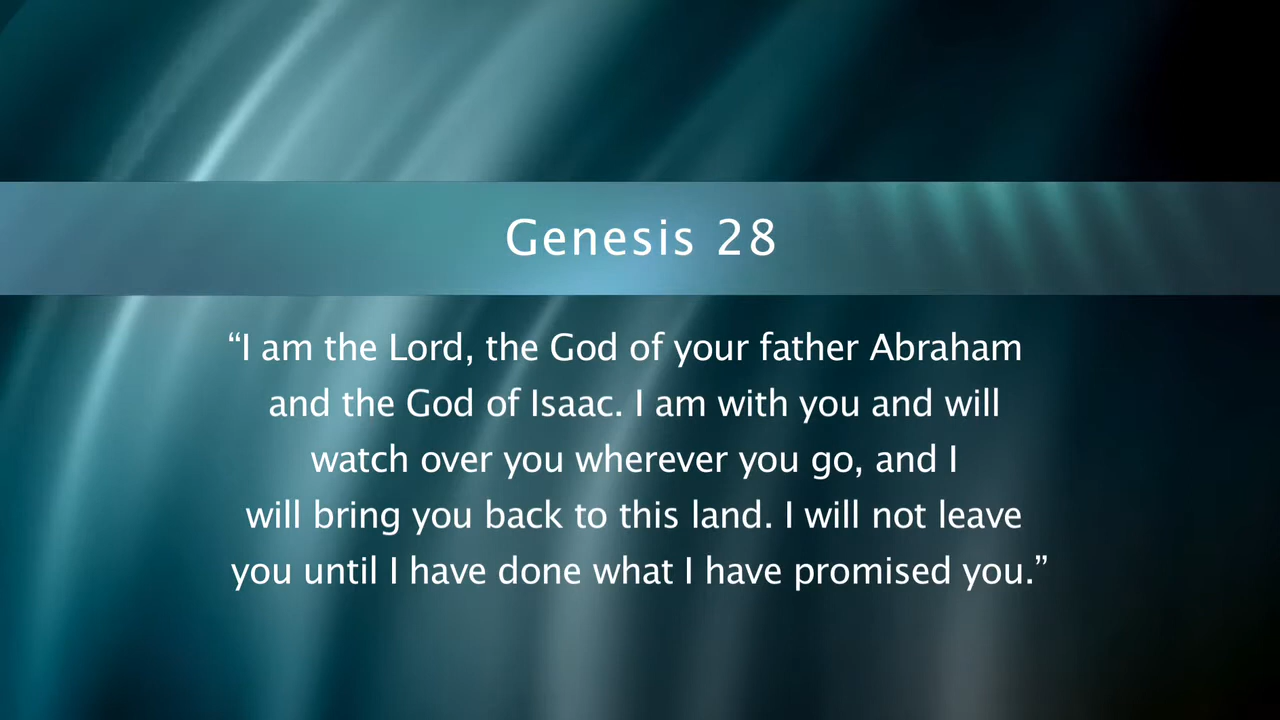 Genesis 28
“I am the Lord, the God of your father Abraham
and the God of Isaac. I am with you and will
watch over you wherever you go, and I
will bring you back to this land. I will not leave
you until I have done what I have promised you.”